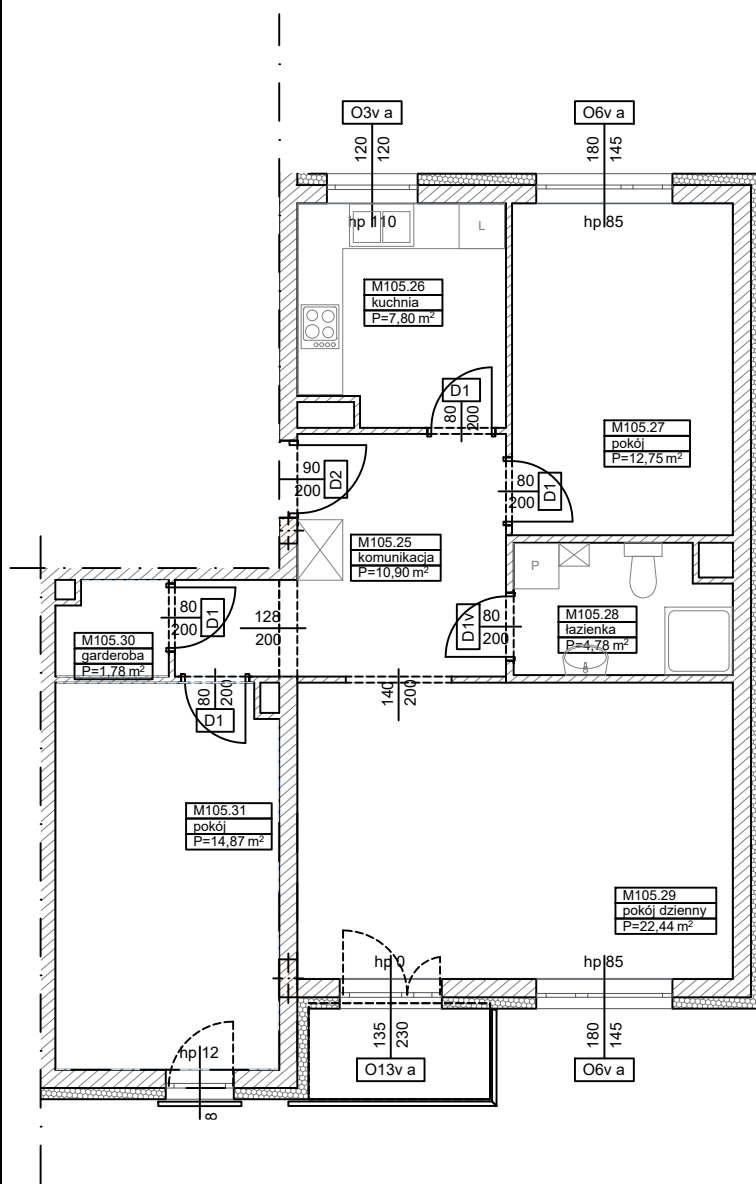 O3v a
O6v a
120
120
180
145
hp 110
hp 85
L
M105.26
kuchnia
P=7,80 m²
D1
80
200
M105.27
pokój
P=12,75 m²
90
200
D2
80
200
D1
M105.25
komunikacja
P=10,90 m²
P
80
200
D1
128
200
D1v
80
200
M105.28
łazienka
P=4,78 m²
M105.30
garderoba
P=1,78 m²
80
200
D1
140
200
M105.31
pokój
P=14,87 m²
M105.29
pokój dzienny
P=22,44 m²
hp 0
hp 85
135
230
180
145
hp 12
O13v a
O6v a
8